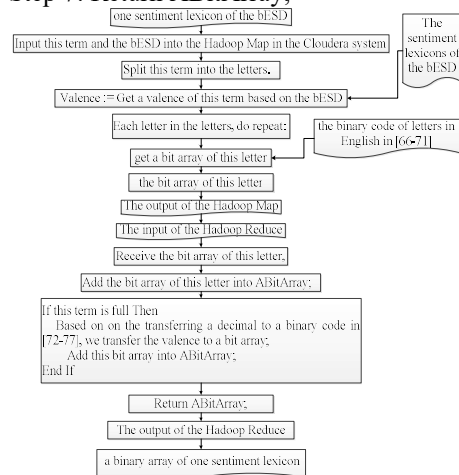 Step 7: Return ABitArray;
one sentiment lexicon of the bESD
The
sentiment
lexicons of
the bESD
Input this term and the bESD into the Hadoop Map in the Cloudera system
Split this term into the letters.
Valence := Get a valence of this term based on the bESD
Each letter in the letters, do repeat:
the binary code of letters in
English in [66-71]
get a bit array of this letter
the bit array of this letter
The output of the Hadoop Map
The input of the Hadoop Reduce
Receive the bit array of this letter,
Add the bit array of this letter into ABitArray;
If this term is full Then
Based on on the transferring a decimal to a binary code in
[72-77], we transfer the valence to a bit array;
Add this bit array into ABitArray;
End If
Return ABitArray;
The output of the Hadoop Reduce
a binary array of one sentiment lexicon